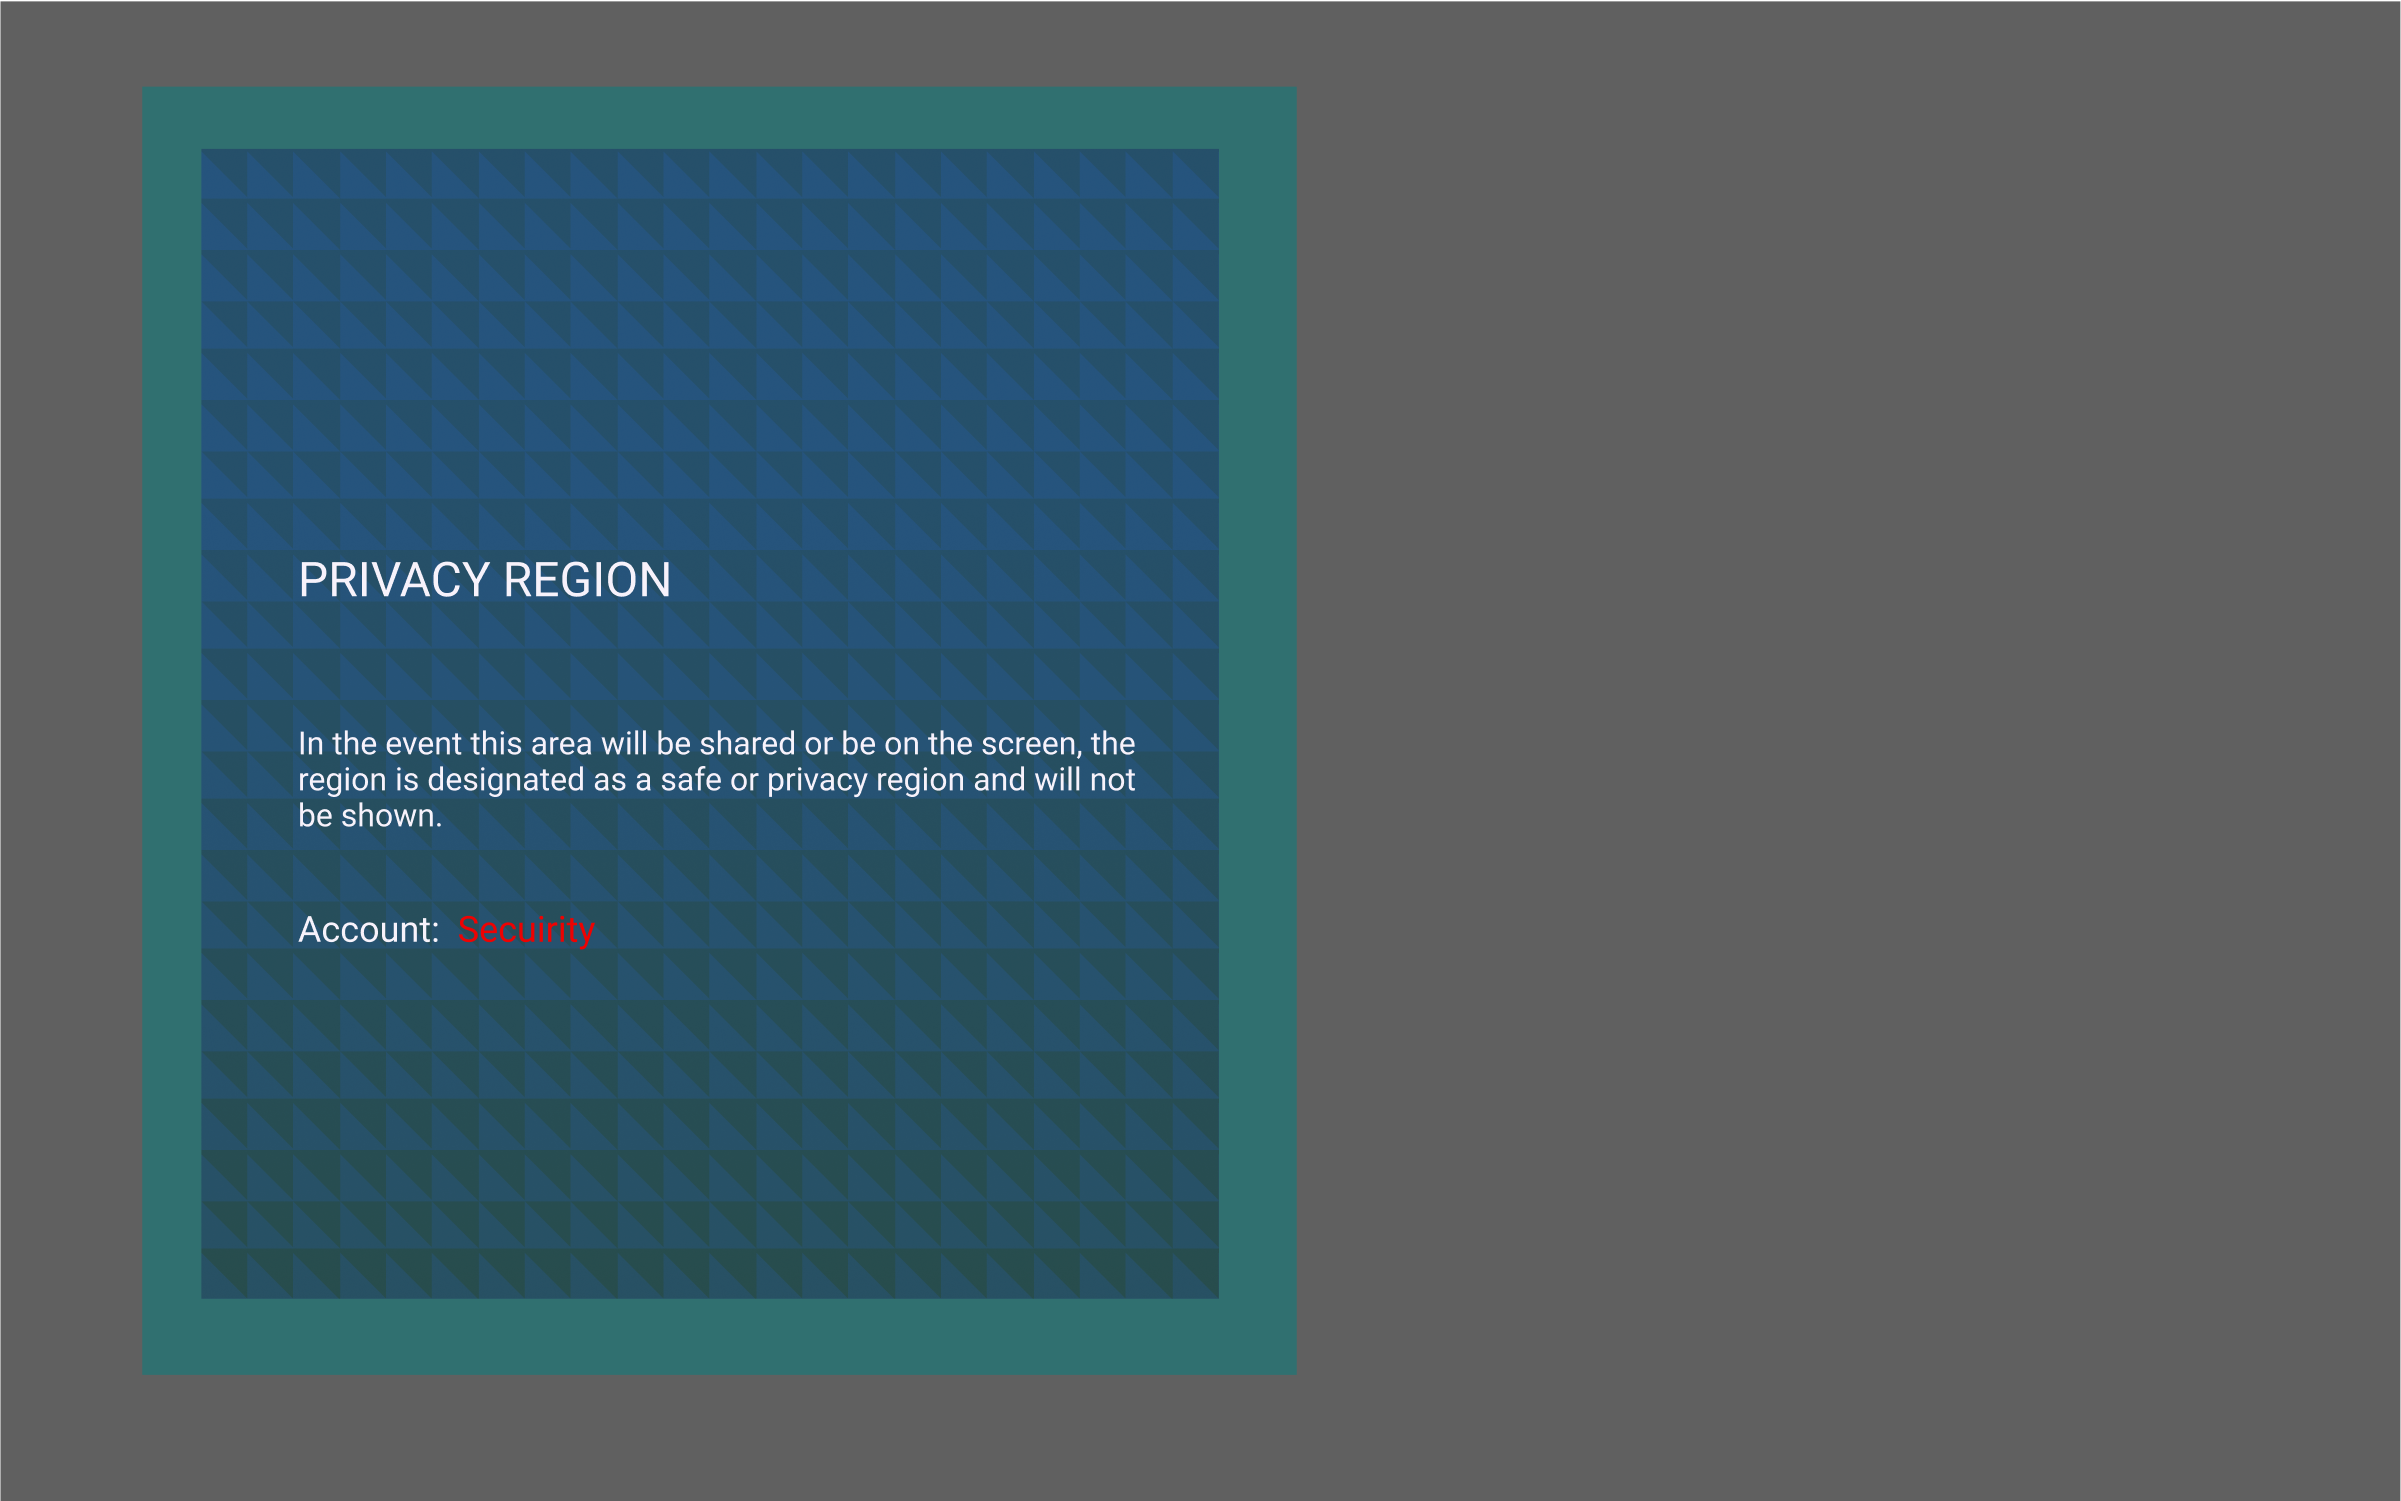 PRIVACY REGION
In the event this area will be shared or be on the screen, the
region is designated as a safe or privacy region and will not
be shown.
Account: Secuirity